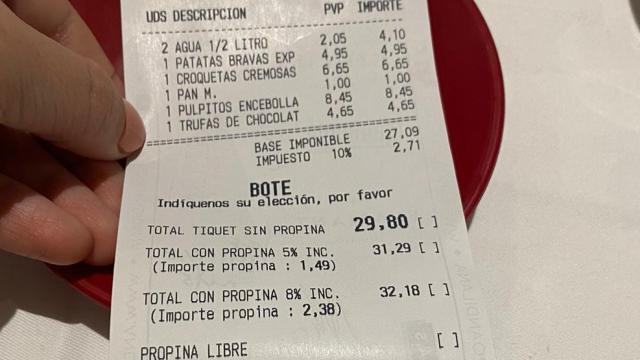 UDS DESCRIPCION PVP IMPORTE
2 AGUA 1/2 LITRO 2,05 4,10
1 PATATAS BRAVAS EXP 4,95 4,95
1 CROQUETAS CREMOSAS 6,65 6,65
1 PAN M. 1,00 1,00
1 PULPITOS ENCEBOLLA 8,45 8,45
1 TRUFAS DE CHOCOLAT 4,65 4,65
BASE IMPONIBLE 27,09
IMPUESTO 10% 2,71
BOTE
Indíquenos su elección, por favor
TOTAL TIQUET SIN PROPINA 29,80 [ ]
TOTAL CON PROPINA 5% INC. 31,29 [ ]
(Importe propina : 1,49)
TOTAL CON PROPINA 8% INC. 32,18 [ ]
(Importe propina : 2,38)
PROPINA LIBRE [ ]